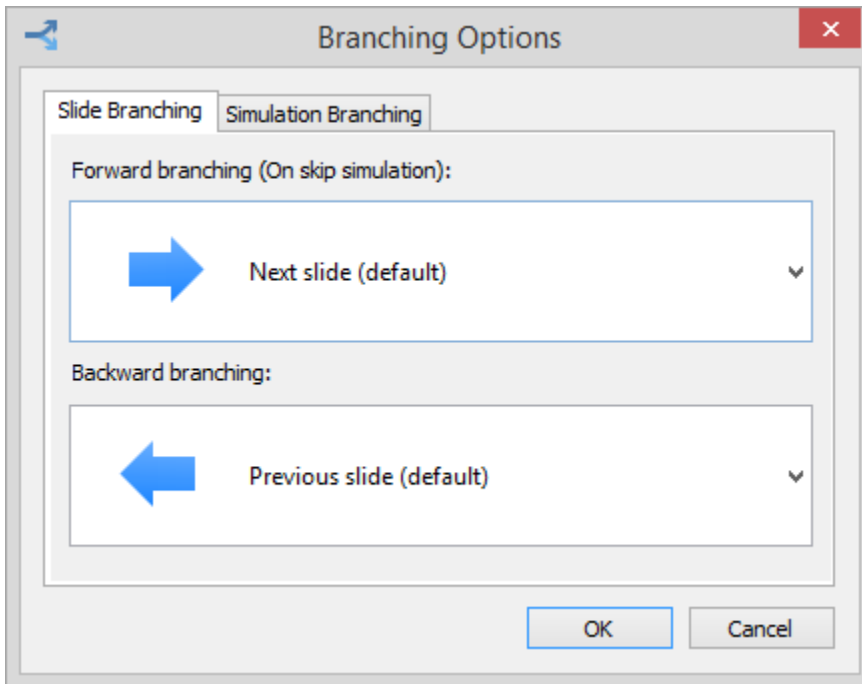 Branching Options
Slide Branching
Simulation Branching
Forward branching (On skip simulation):
Next slide (default)
Backward branching:
Previous slide (default)
OK
Cancel